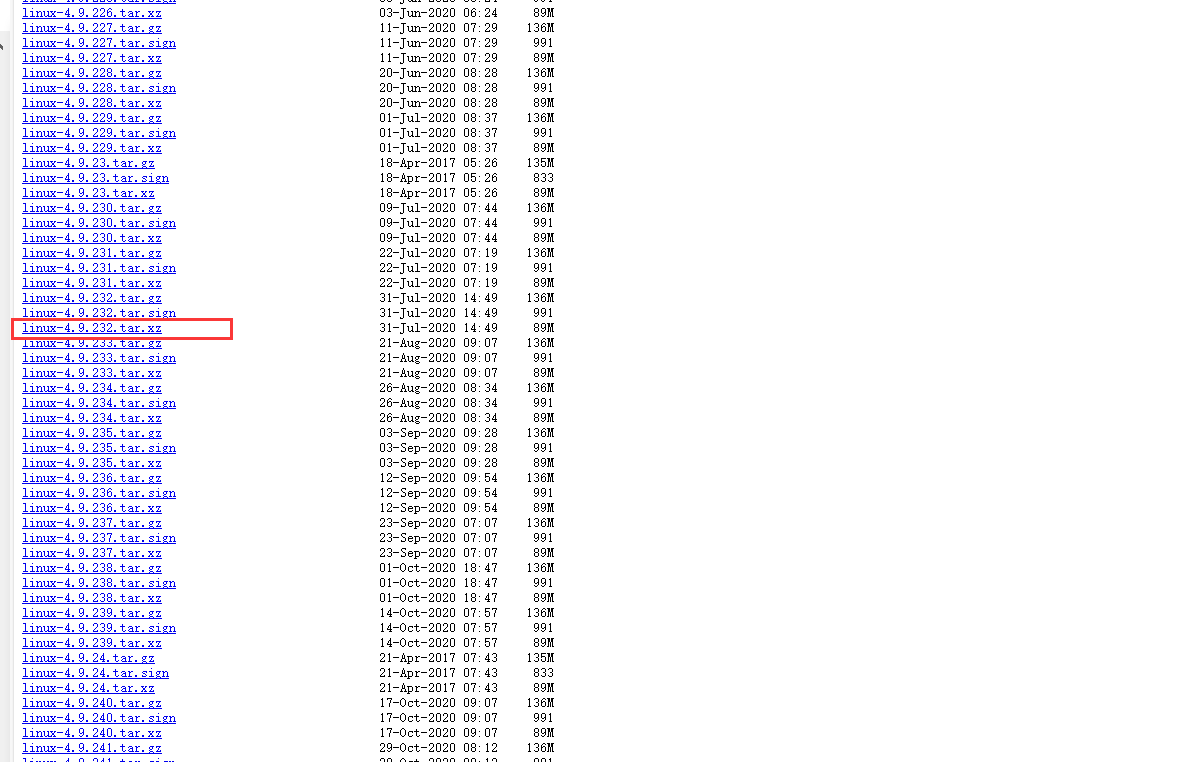 linux-4.9.226.tar.xz 03-Jun-2020 06:24 89M
linux-4.9.227.tar.gz 11-Jun-2020 07:29 136M
linux-4.9.227.tar.sign 11-Jun-2020 07:29 991
linux-4.9.227.tar.xz 11-Jun-2020 07:29 89M
linux-4.9.228.tar.gz 20-Jun-2020 08:28 136M
linux-4.9.228.tar.sign 20-Jun-2020 08:28 991
linux-4.9.228.tar.xz 20-Jun-2020 08:28 89M
linux-4.9.229.tar.gz 01-Jul-2020 08:37 136M
linux-4.9.229.tar.sign 01-Jul-2020 08:37 991
linux-4.9.229.tar.xz 01-Jul-2020 08:37 89M
linux-4.9.23.tar.gz 18-Apr-2017 05:26 135M
linux-4.9.23.tar.sign 18-Apr-2017 05:26 833
linux-4.9.23.tar.xz 18-Apr-2017 05:26 89M
linux-4.9.230.tar.gz 09-Jul-2020 07:44 136M
linux-4.9.230.tar.sign 09-Jul-2020 07:44 991
linux-4.9.230.tar.xz 09-Jul-2020 07:44 89M
linux-4.9.231.tar.gz 22-Jul-2020 07:19 136M
linux-4.9.231.tar.sign 22-Jul-2020 07:19 991
linux-4.9.231.tar.xz 22-Jul-2020 07:19 89M
linux-4.9.232.tar.gz 31-Jul-2020 14:49 136M
linux-4.9.232.tar.sign 31-Jul-2020 14:49 991
linux-4.9.232.tar.xz 31-Jul-2020 14:49 89M
linux-4.9.233.tar.gz 21-Aug-2020 09:07 136M
linux-4.9.233.tar.sign 21-Aug-2020 09:07 991
linux-4.9.233.tar.xz 21-Aug-2020 09:07 89M
linux-4.9.234.tar.gz 26-Aug-2020 08:34 136M
linux-4.9.234.tar.sign 26-Aug-2020 08:34 991
linux-4.9.234.tar.xz 26-Aug-2020 08:34 89M
linux-4.9.235.tar.gz 03-Sep-2020 09:28 136M
linux-4.9.235.tar.sign 03-Sep-2020 09:28 991
linux-4.9.235.tar.xz 03-Sep-2020 09:28 89M
linux-4.9.236.tar.gz 12-Sep-2020 09:54 136M
linux-4.9.236.tar.sign 12-Sep-2020 09:54 991
linux-4.9.236.tar.xz 12-Sep-2020 09:54 89M
linux-4.9.237.tar.gz 23-Sep-2020 07:07 136M
linux-4.9.237.tar.sign 23-Sep-2020 07:07 991
linux-4.9.237.tar.xz 23-Sep-2020 07:07 89M
linux-4.9.238.tar.gz 01-Oct-2020 18:47 136M
linux-4.9.238.tar.sign 01-Oct-2020 18:47 991
linux-4.9.238.tar.xz 01-Oct-2020 18:47 89M
linux-4.9.239.tar.gz 14-Oct-2020 07:57 136M
linux-4.9.239.tar.sign 14-Oct-2020 07:57 991
linux-4.9.239.tar.xz 14-Oct-2020 07:57 89M
linux-4.9.24.tar.gz 21-Apr-2017 07:43 135M
linux-4.9.24.tar.sign 21-Apr-2017 07:43 833
linux-4.9.24.tar.xz 21-Apr-2017 07:43 89M
linux-4.9.240.tar.gz 17-Oct-2020 09:07 136M
linux-4.9.240.tar.sign 17-Oct-2020 09:07 991
linux-4.9.240.tar.xz 17-Oct-2020 09:07 89M
linux-4.9.241.tar.gz 29-Oct-2020 08:12 136M